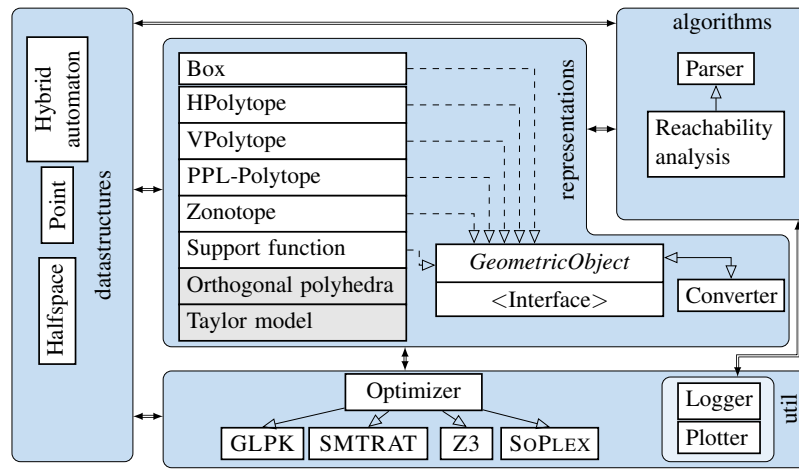 datastructures
Hybrid
automaton
Point
Halfspace
representations
Box
HPolytope
VPolytope
PPL-Polytope
Zonotope
Support function
Orthogonal polyhedra
Taylor model
GeometricObject
<Interface>
Converter
algorithms
Parser
Reachability
analysis
util
Optimizer
GLPK
SMTRAT
Z3
SOPLEX
Logger
Plotter